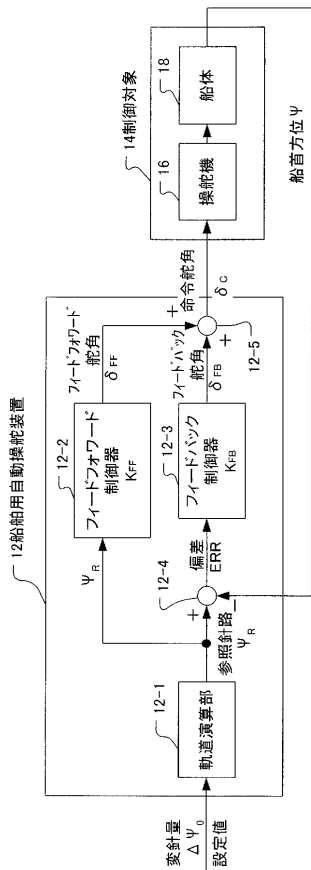 12船舶用自動操舵装置
変針量
Δψ₀
設定値
12-1
軌道演算部
参照針路
ψR
ψR
12-2
フィードフォワード
制御器
KFF
フィードフォワード
舵角
δFF
12-4
+
−
偏差
ERR
12-3
フィードバック
制御器
KFB
フィードバック
舵角
δFB
+
+
12-5
命令舵角
δC
14制御対象
16
操舵機
18
船体
船首方位ψ